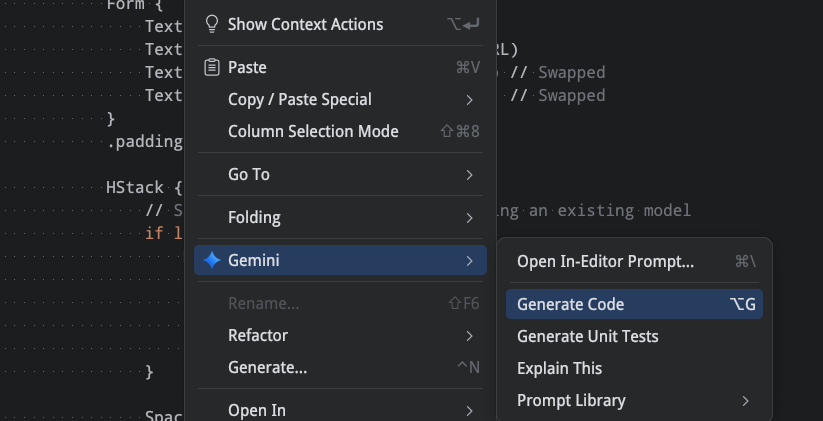 Form {
Text
Show Context Actions ⌥↩
Text RL)
Paste ⌘V
Text // Swapped
Copy / Paste Special
Text // Swapped
}
Column Selection Mode ⇧⌘8
.padding
Go To
HStack {
// S ng an existing model
Folding
if l
Gemini
Open In-Editor Prompt... ⌘\
Rename... ⇧F6
Generate Code ⌥G
Refactor
Generate Unit Tests
Generate... ^N
Explain This
}
Prompt Library
Open In
Spac